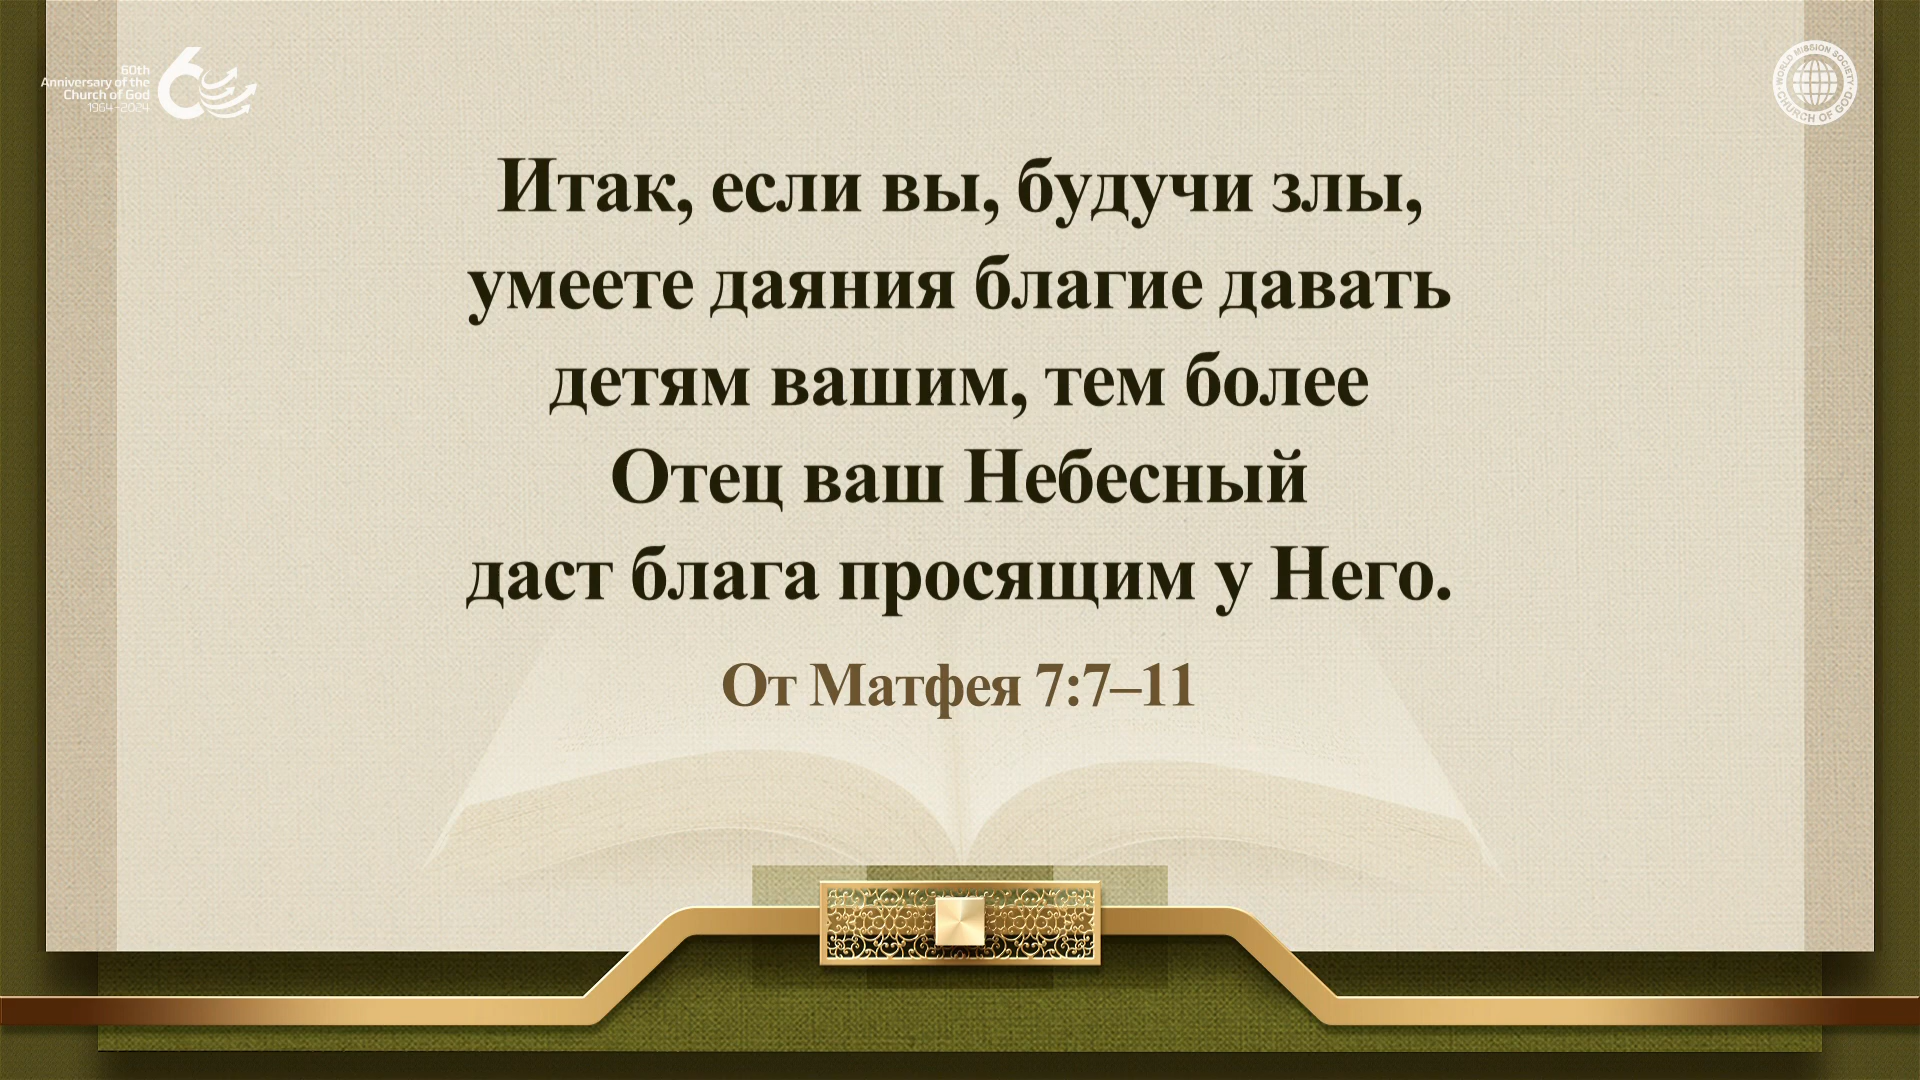 60th
Anniversary of the
Church of God
1964-2024
WORLD MISSION SOCIETY
CHURCH OF GOD
Итак, если вы, будучи злы,
умеете даяния благие давать
детям вашим, тем более
Отец ваш Небесный
даст блага просящим у Него.
От Матфея 7:7–11